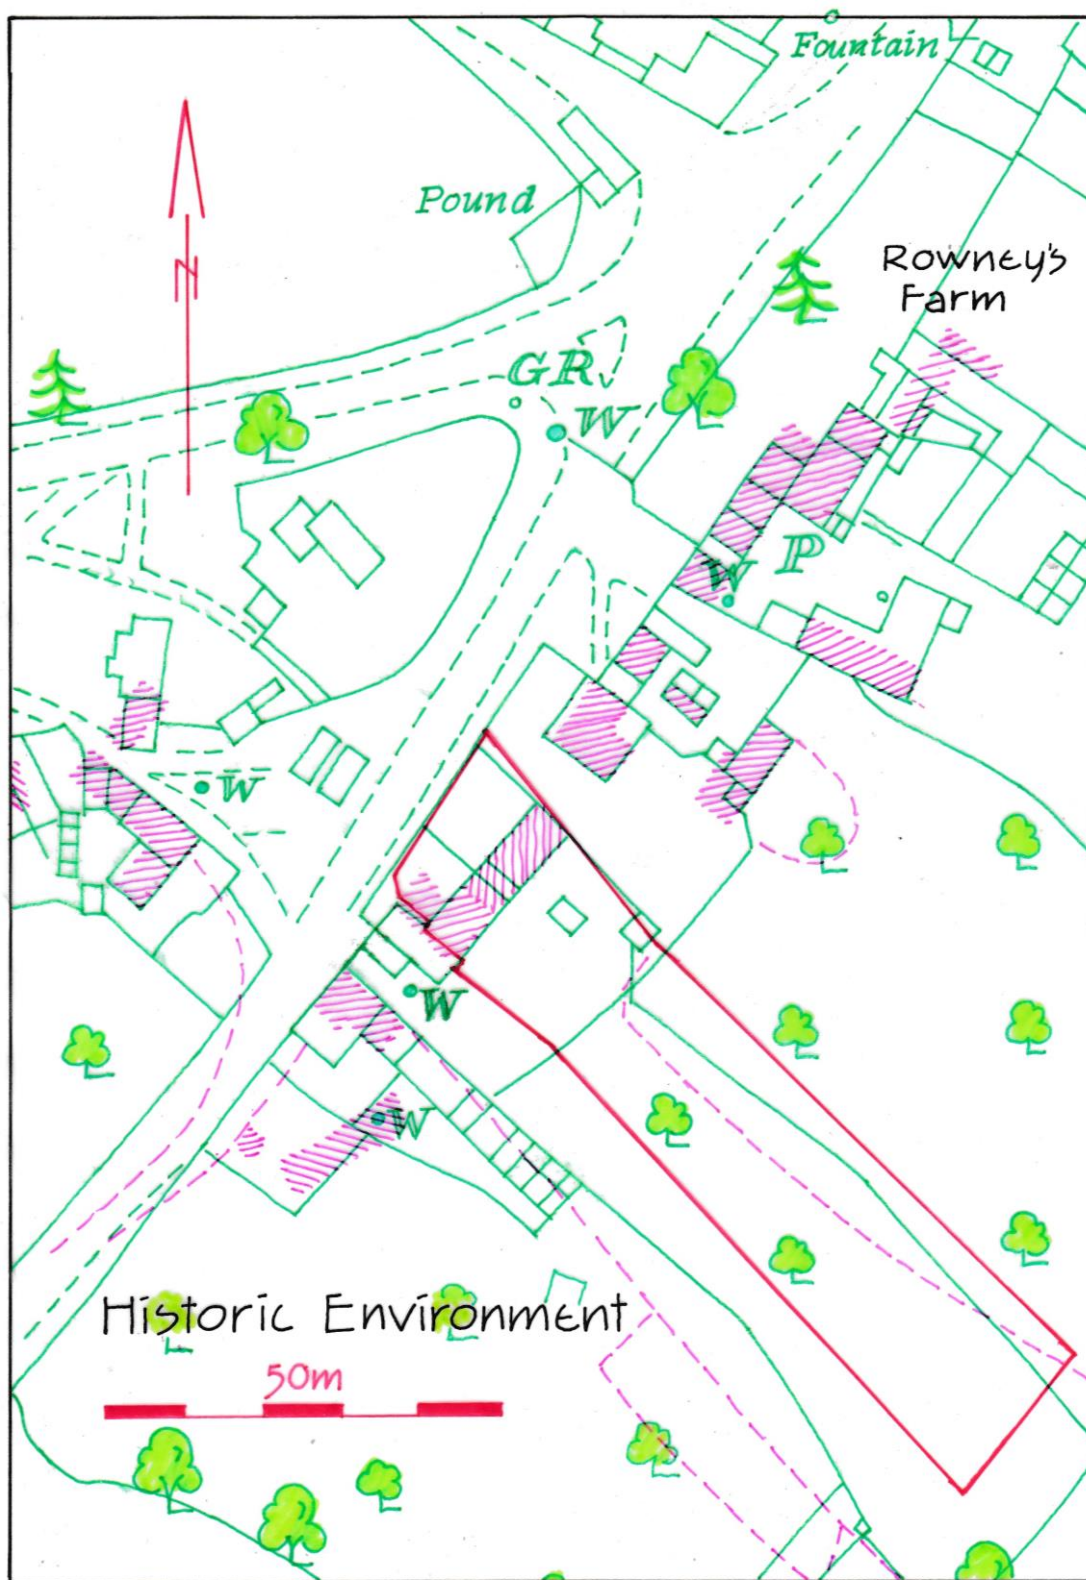 Fountain
Pound
N
Rowney's
Farm
GR
W
W
P
W
W
W
Historic Environment
50m